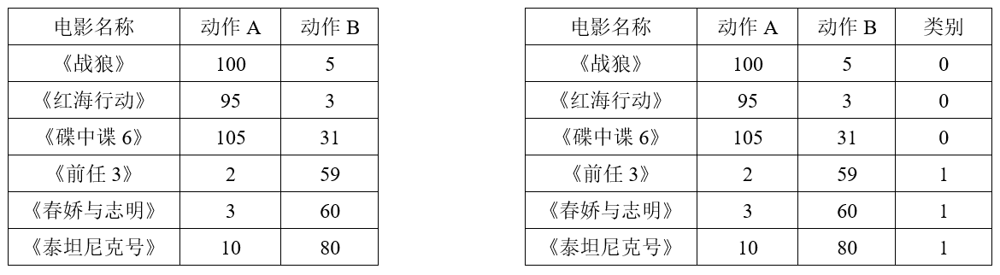 电影名称 动作 A 动作 B
《战狼》 100 5
《红海行动》 95 3
《碟中谍 6》 105 31
《前任 3》 2 59
《春娇与志明》 3 60
《泰坦尼克号》 10 80
电影名称 动作 A 动作 B 类别
《战狼》 100 5 0
《红海行动》 95 3 0
《碟中谍 6》 105 31 0
《前任 3》 2 59 1
《春娇与志明》 3 60 1
《泰坦尼克号》 10 80 1